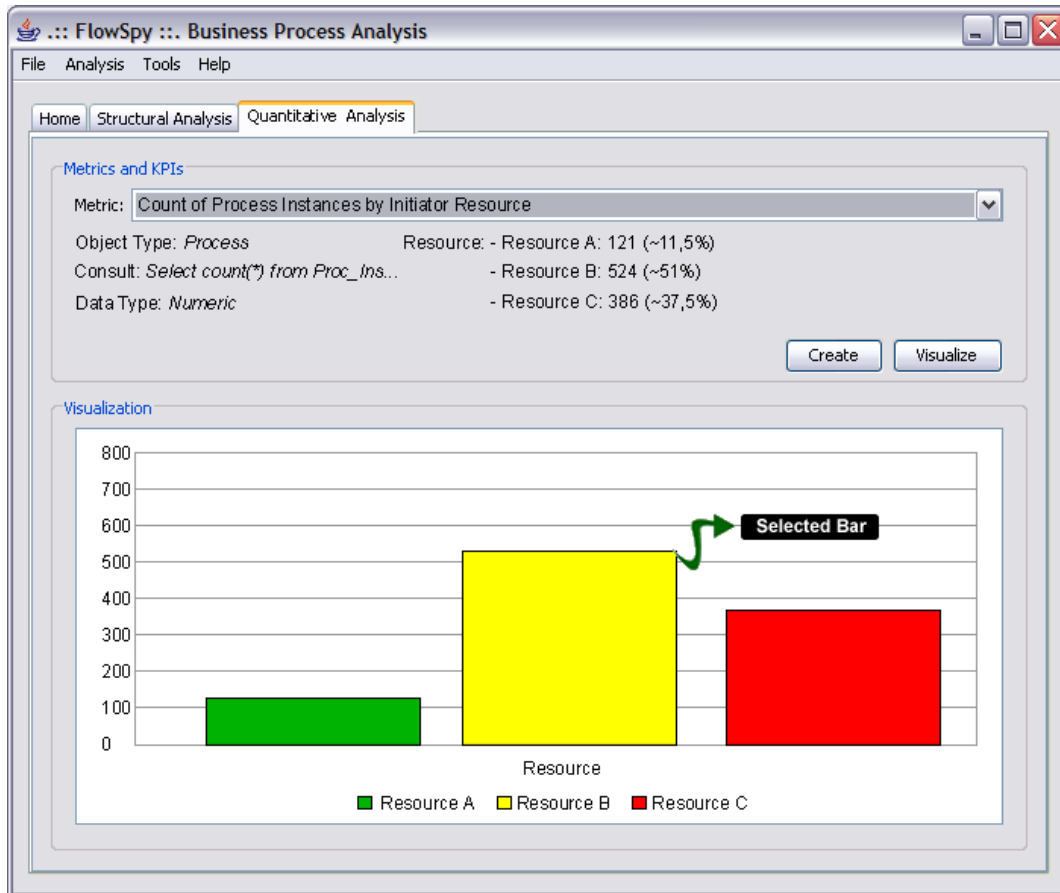 .:: FlowSpy ::. Business Process Analysis
File Analysis Tools Help
Home Structural Analysis Quantitative Analysis
Metrics and KPIs
Metric: Count of Process Instances by Initiator Resource
Object Type: Process Resource: - Resource A: 121 (~11,5%)
Consult: Select count(*) from Proc_Ins... - Resource B: 524 (~51%)
Data Type: Numeric - Resource C: 386 (~37,5%)
Create Visualize
Visualization
800
700
600 Selected Bar
500
400
300
200
100
0
Resource
Resource A Resource B Resource C